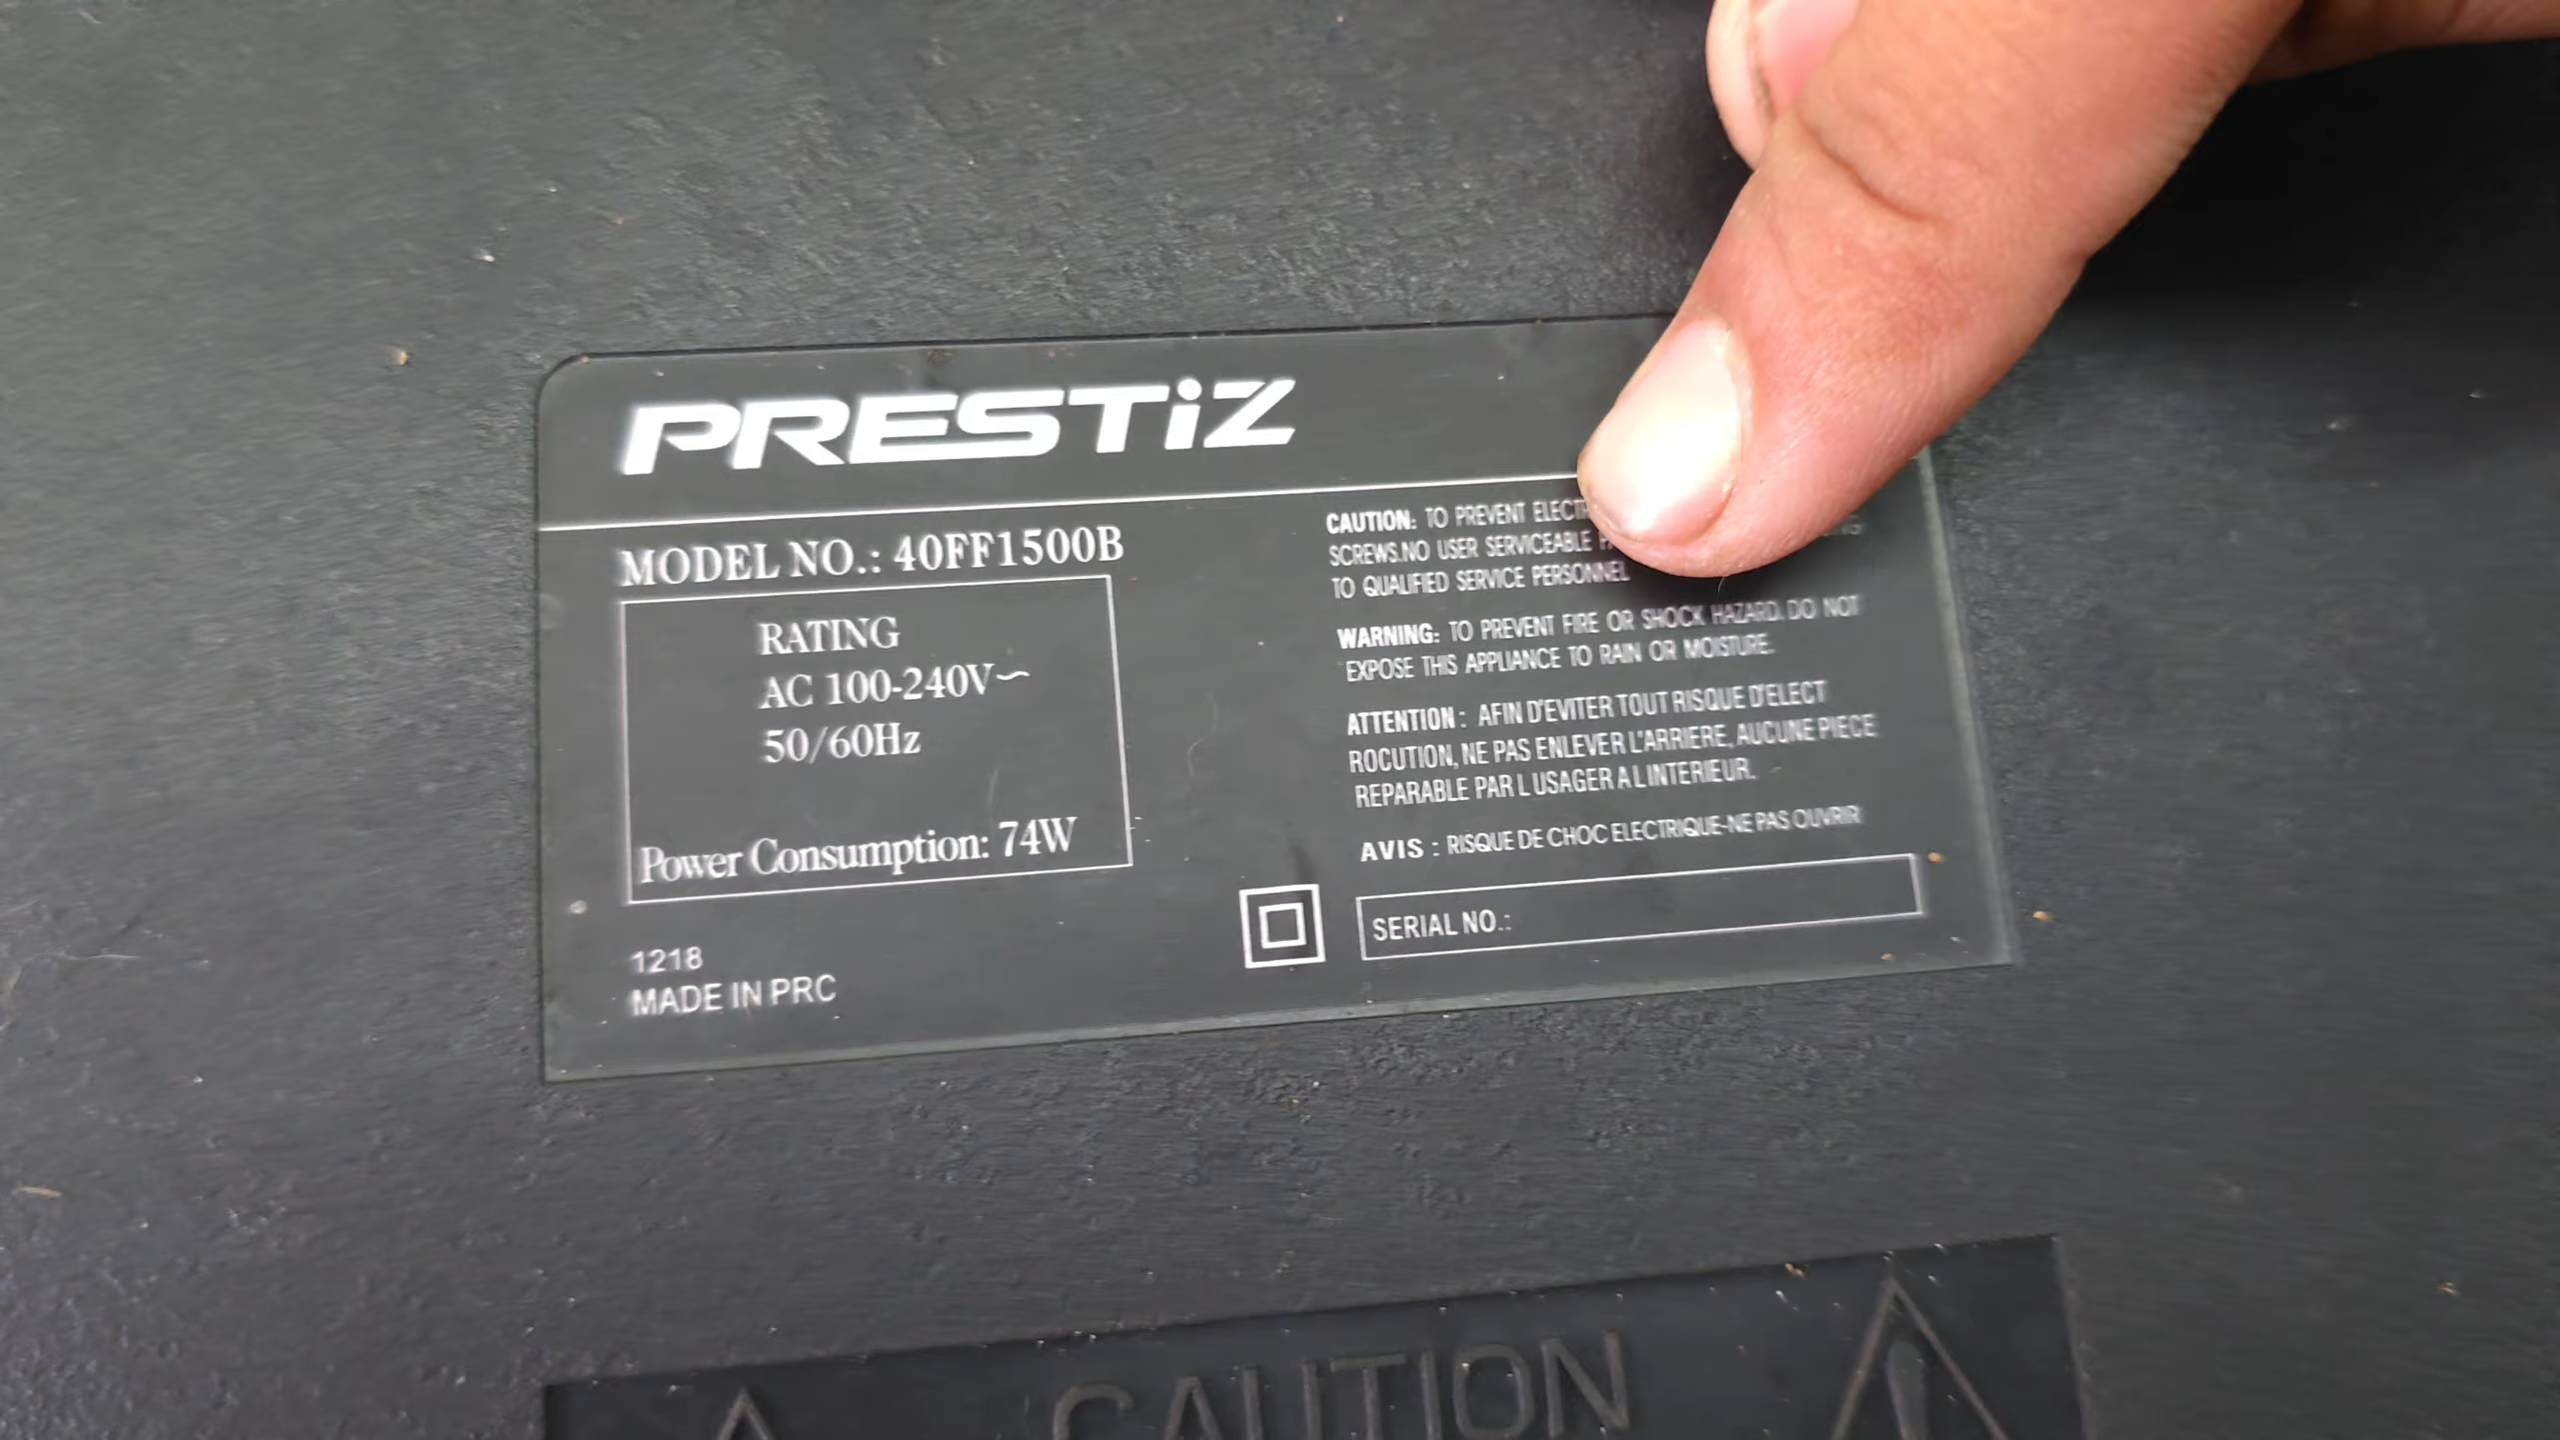 PRESTiZ
MODEL NO.: 40FF1500B
RATING
AC 100-240V~
50/60Hz
Power Consumption: 74W
1218
MADE IN PRC
CAUTION: TO PREVENT
SCREWS.NO USER SERVICEABLE
TO QUALIFIED SERVICE PERSONNEL
WARNING: TO PREVENT FIRE OR SHOCK HAZARD. DO NOT
EXPOSE THIS APPLIANCE TO RAIN OR MOISTURE.
ATTENTION : AFIN D'EVITER TOUT RISQUE D'ELECT
ROCUTION, NE PAS ENLEVER L'ARRIERE, AUCUNE PIECE
REPARABLE PAR L USAGER A L INTERIEUR.
AVIS : RISQUE DE CHOC ELECTRIQUE-NE PAS OUVRIR
SERIAL NO.:
CAUTION